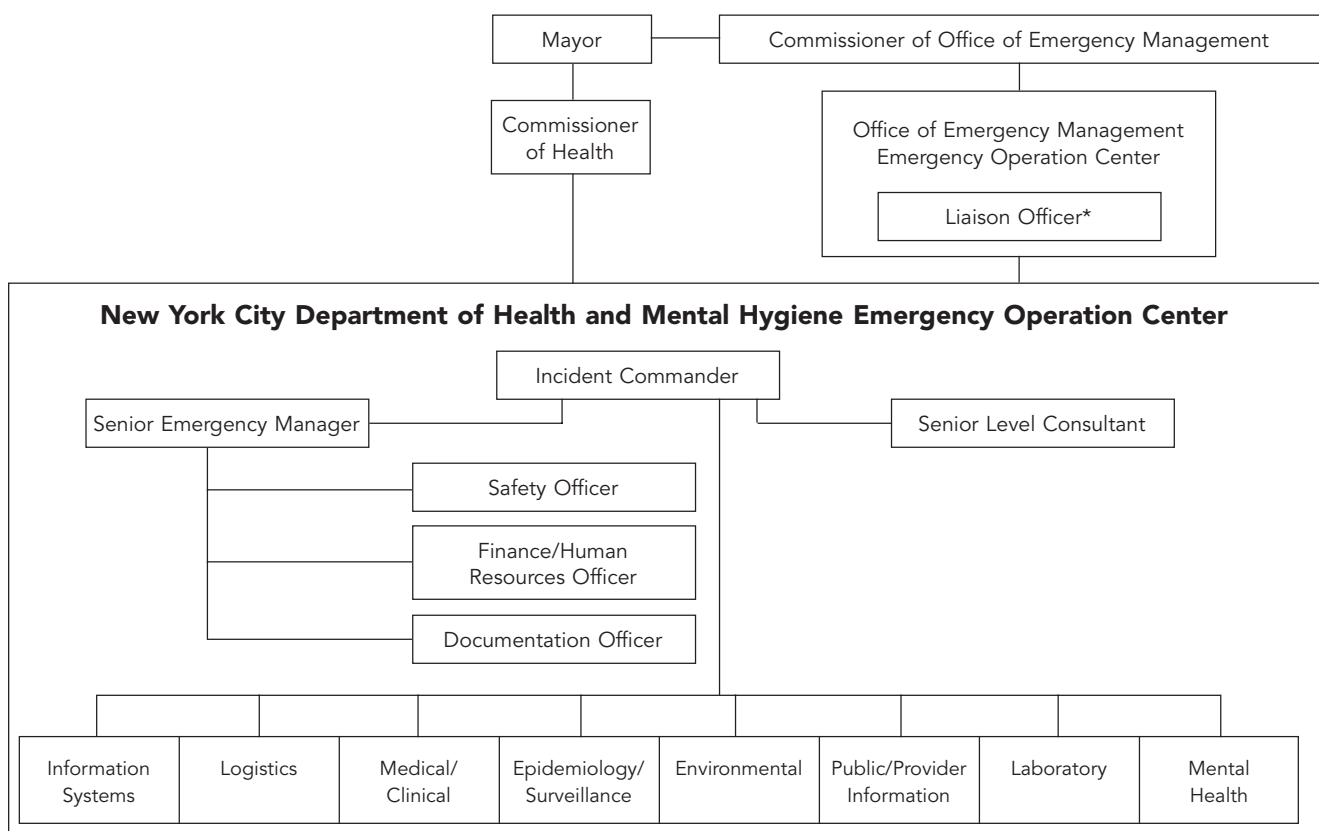 Mayor
Commissioner of Office of Emergency Management
Commissioner
of Health
Office of Emergency Management
Emergency Operation Center
Liaison Officer*
New York City Department of Health and Mental Hygiene Emergency Operation Center
Incident Commander
Senior Emergency Manager
Senior Level Consultant
Safety Officer
Finance/Human
Resources Officer
Documentation Officer
Information
Systems
Logistics
Medical/
Clinical
Epidemiology/
Surveillance
Environmental
Public/Provider
Information
Laboratory
Mental
Health